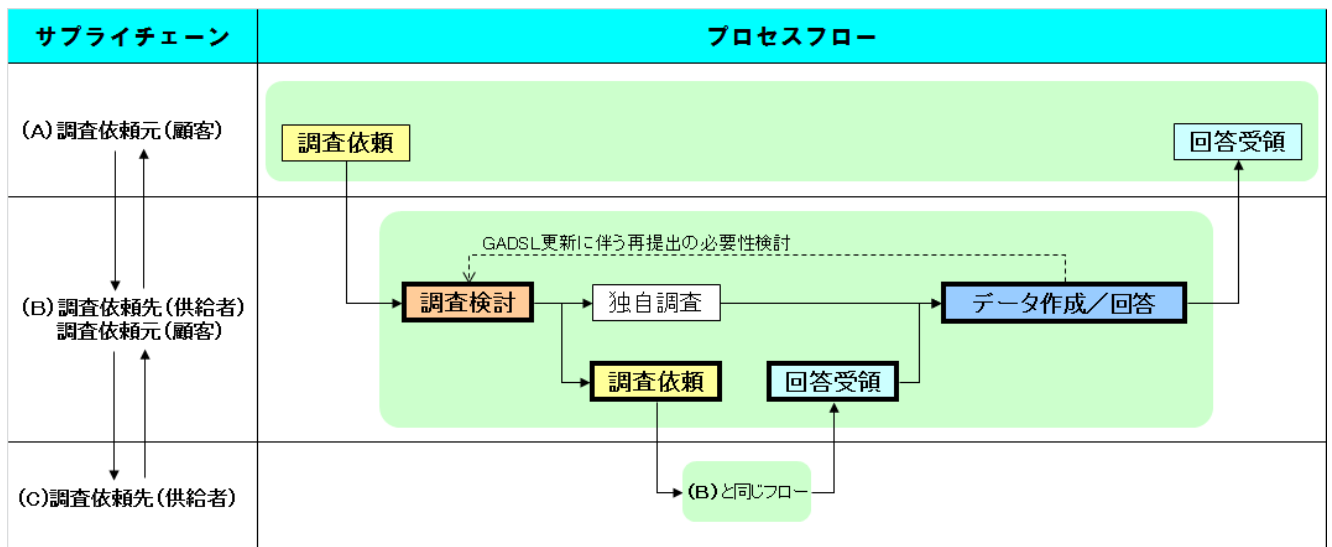 サプライチェーン
プロセスフロー
(A)調査依頼元(顧客)
調査依頼
回答受領
GADSL更新に伴う再提出の必要性検討
(B)調査依頼先(供給者)
調査依頼元(顧客)
調査検討
独自調査
データ作成／回答
調査依頼
回答受領
(C)調査依頼先(供給者)
(B)と同じフロー